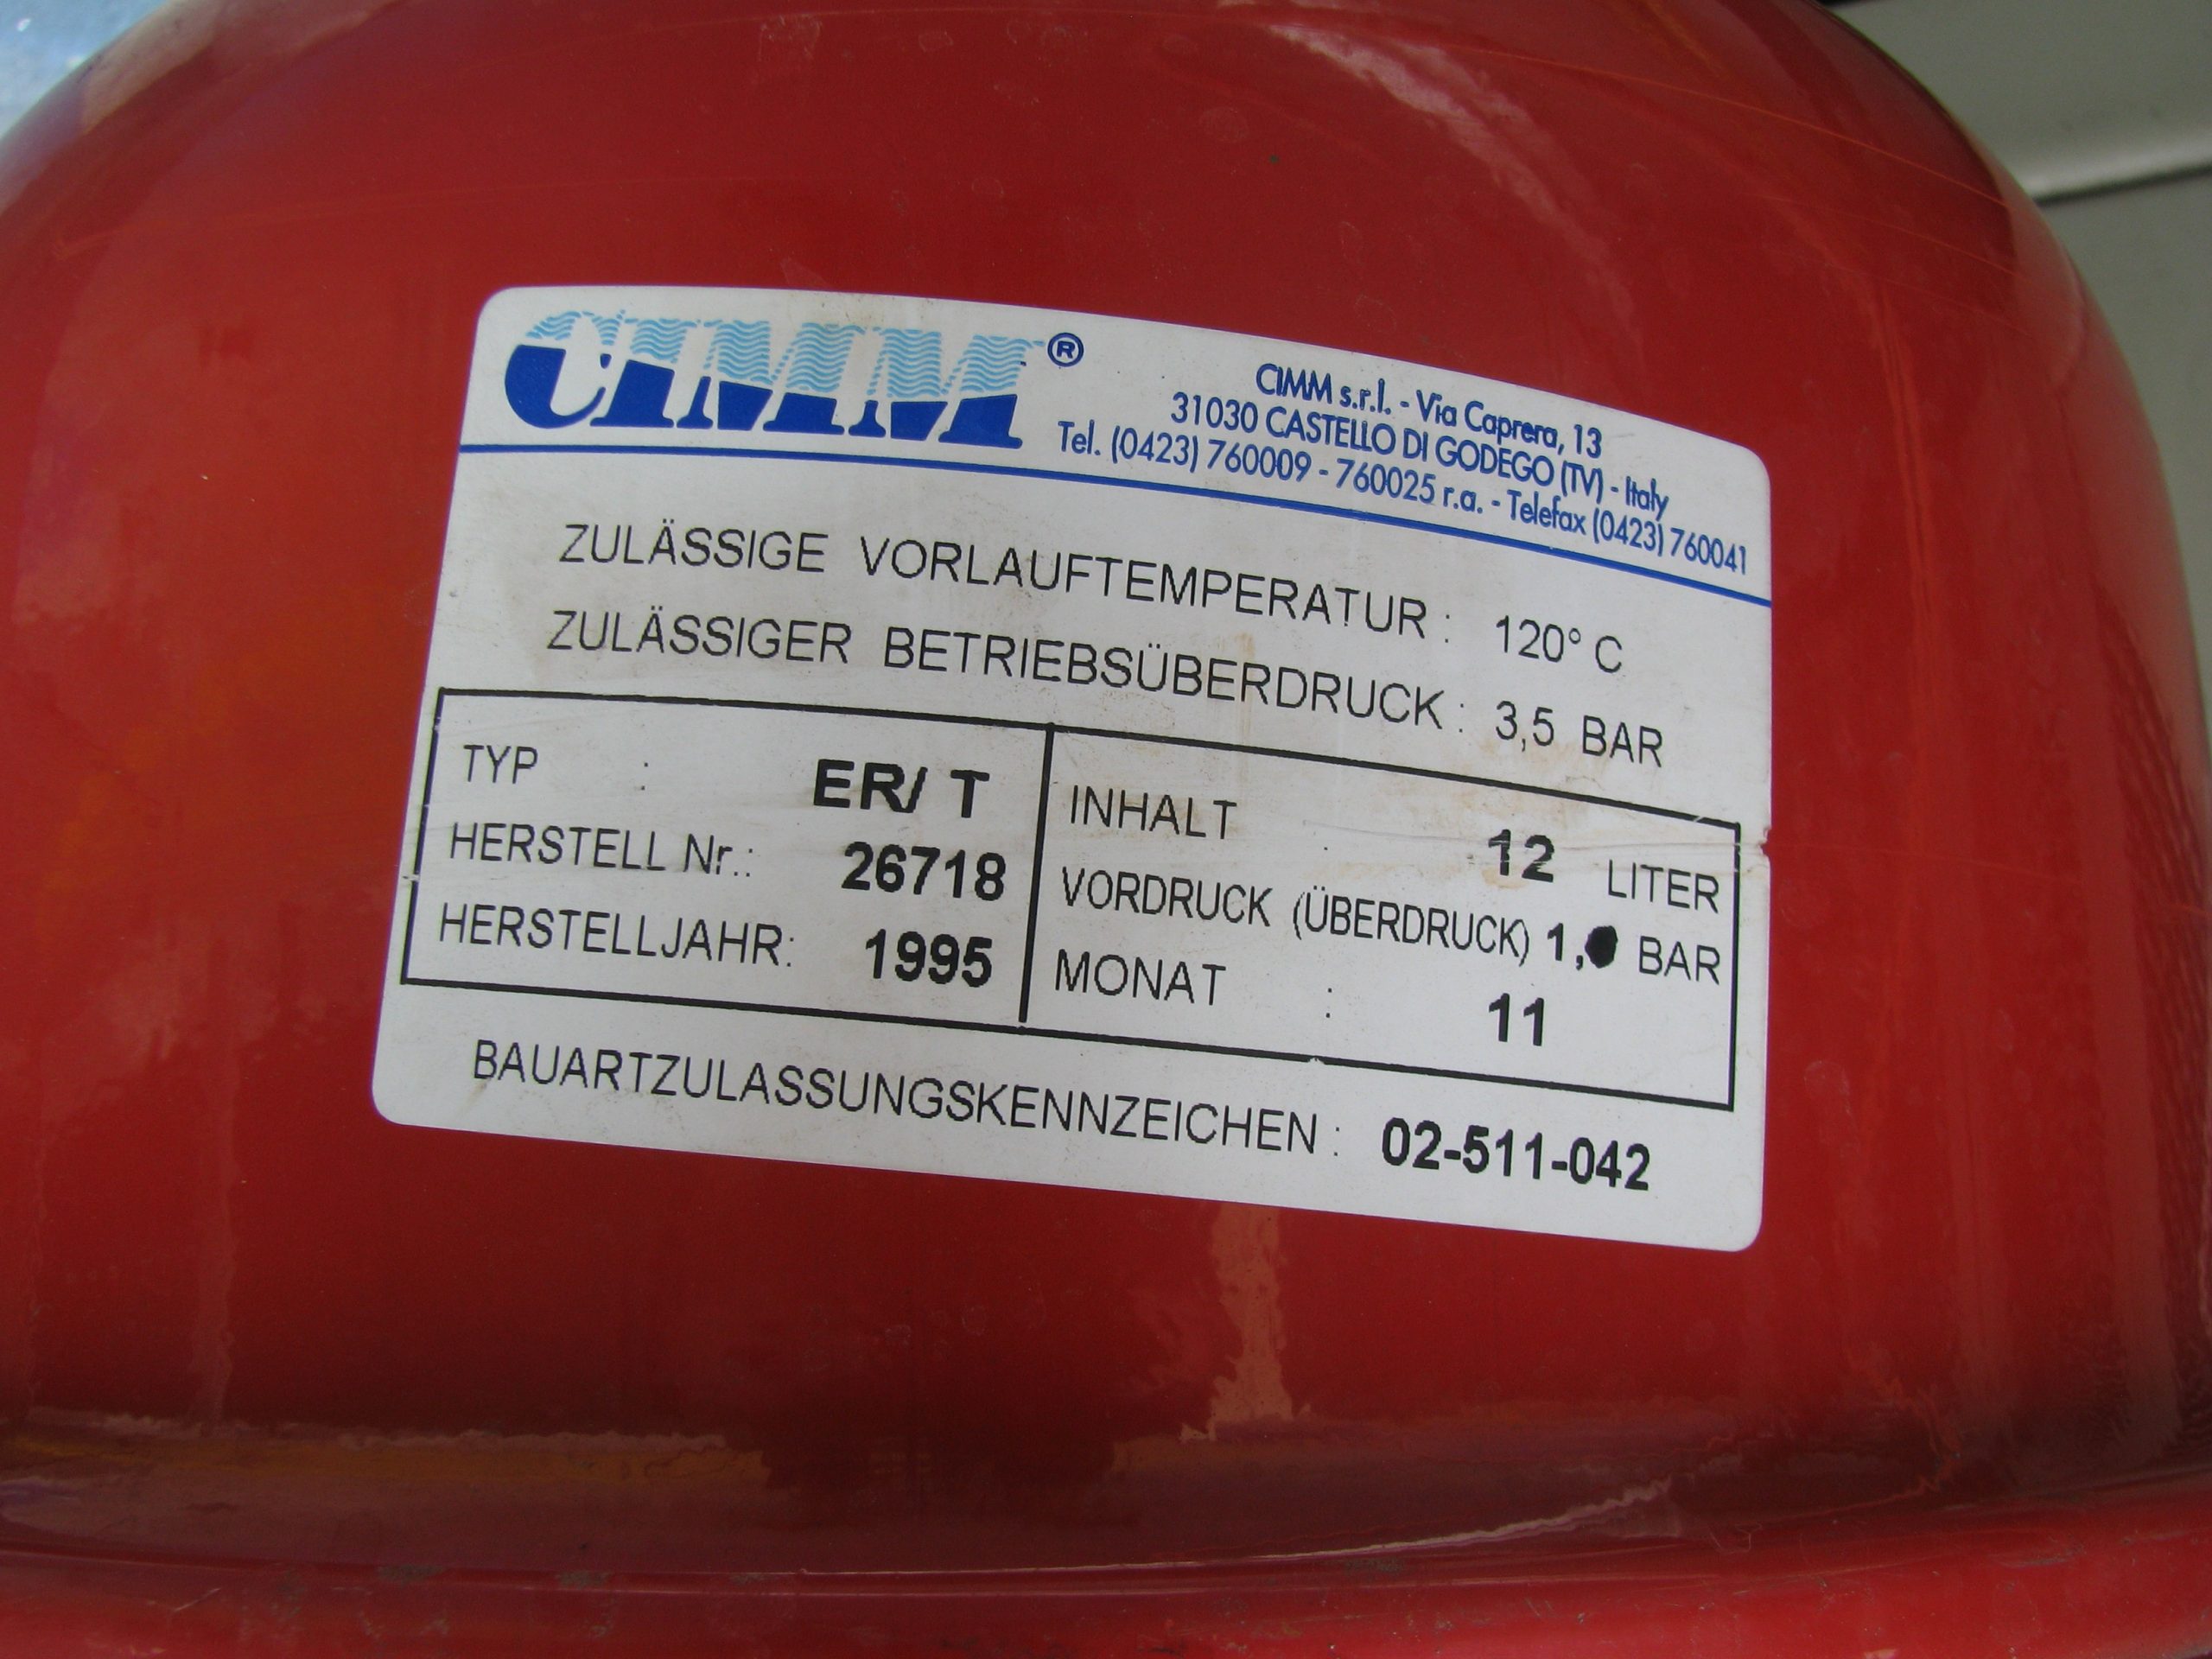 CIMM ®
CIMM s.r.l. - Via Caprera, 13
31030 CASTELLO DI GODEGO (TV) - Italy
Tel. (0423) 760009 - 760025 r.a. - Telefax (0423) 760041
ZULÄSSIGE VORLAUFTEMPERATUR : 120° C
ZULÄSSIGER BETRIEBSÜBERDRUCK : 3,5 BAR
TYP : ER/ T
HERSTELL Nr.: 26718
HERSTELLJAHR: 1995
INHALT : 12 LITER
VORDRUCK (ÜBERDRUCK) 1, BAR
MONAT : 11
BAUARTZULASSUNGSKENNZEICHEN : 02-511-042